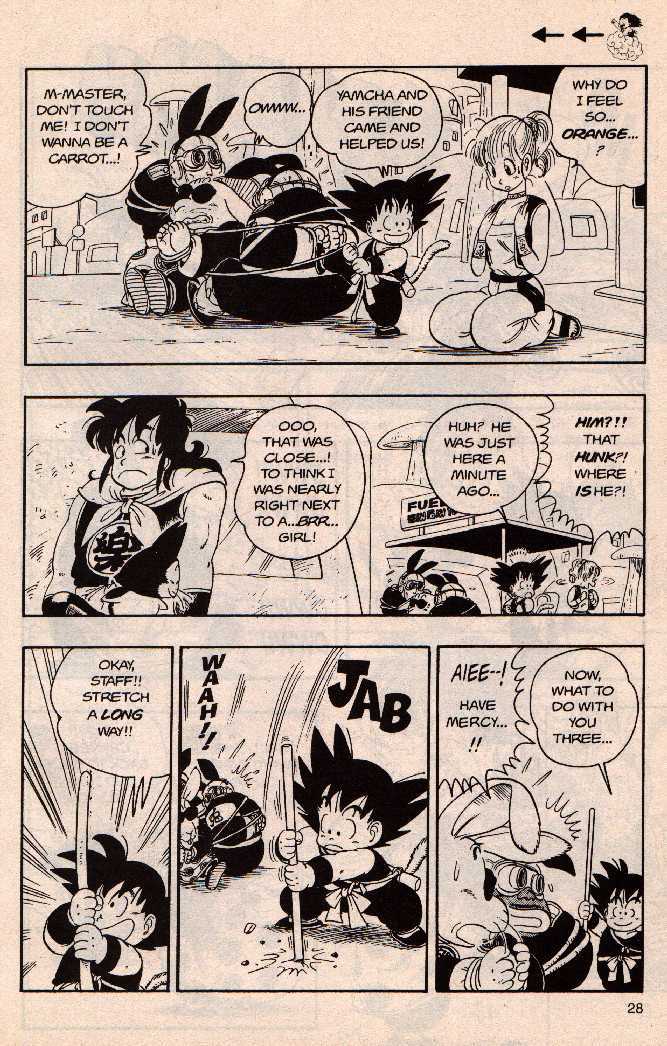 WHY DO
I FEEL
SO...
ORANGE...
?
YAMCHA AND
HIS FRIEND
CAME AND
HELPED US!
OWWW...
M-MASTER,
DON'T TOUCH
ME! I DON'T
WANNA BE A
CARROT...!
HIM?!!
THAT
HUNK?!
WHERE
IS HE?!
HUH? HE
WAS JUST
HERE A
MINUTE
AGO...
FUEL
OOO,
THAT WAS
CLOSE...!
TO THINK I
WAS NEARLY
RIGHT NEXT
TO A...BRR...
GIRL!
楽
NOW,
WHAT TO
DO WITH
YOU
THREE...
AIEE--!
HAVE
MERCY...
!!
JAB
WAAH!!
OKAY,
STAFF!!
STRETCH
A LONG
WAY!!
28